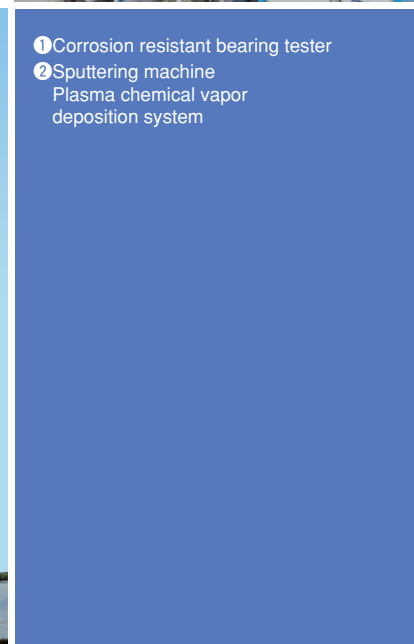 ❶Corrosion resistant bearing tester
❷Sputtering machine
Plasma chemical vapor
deposition system